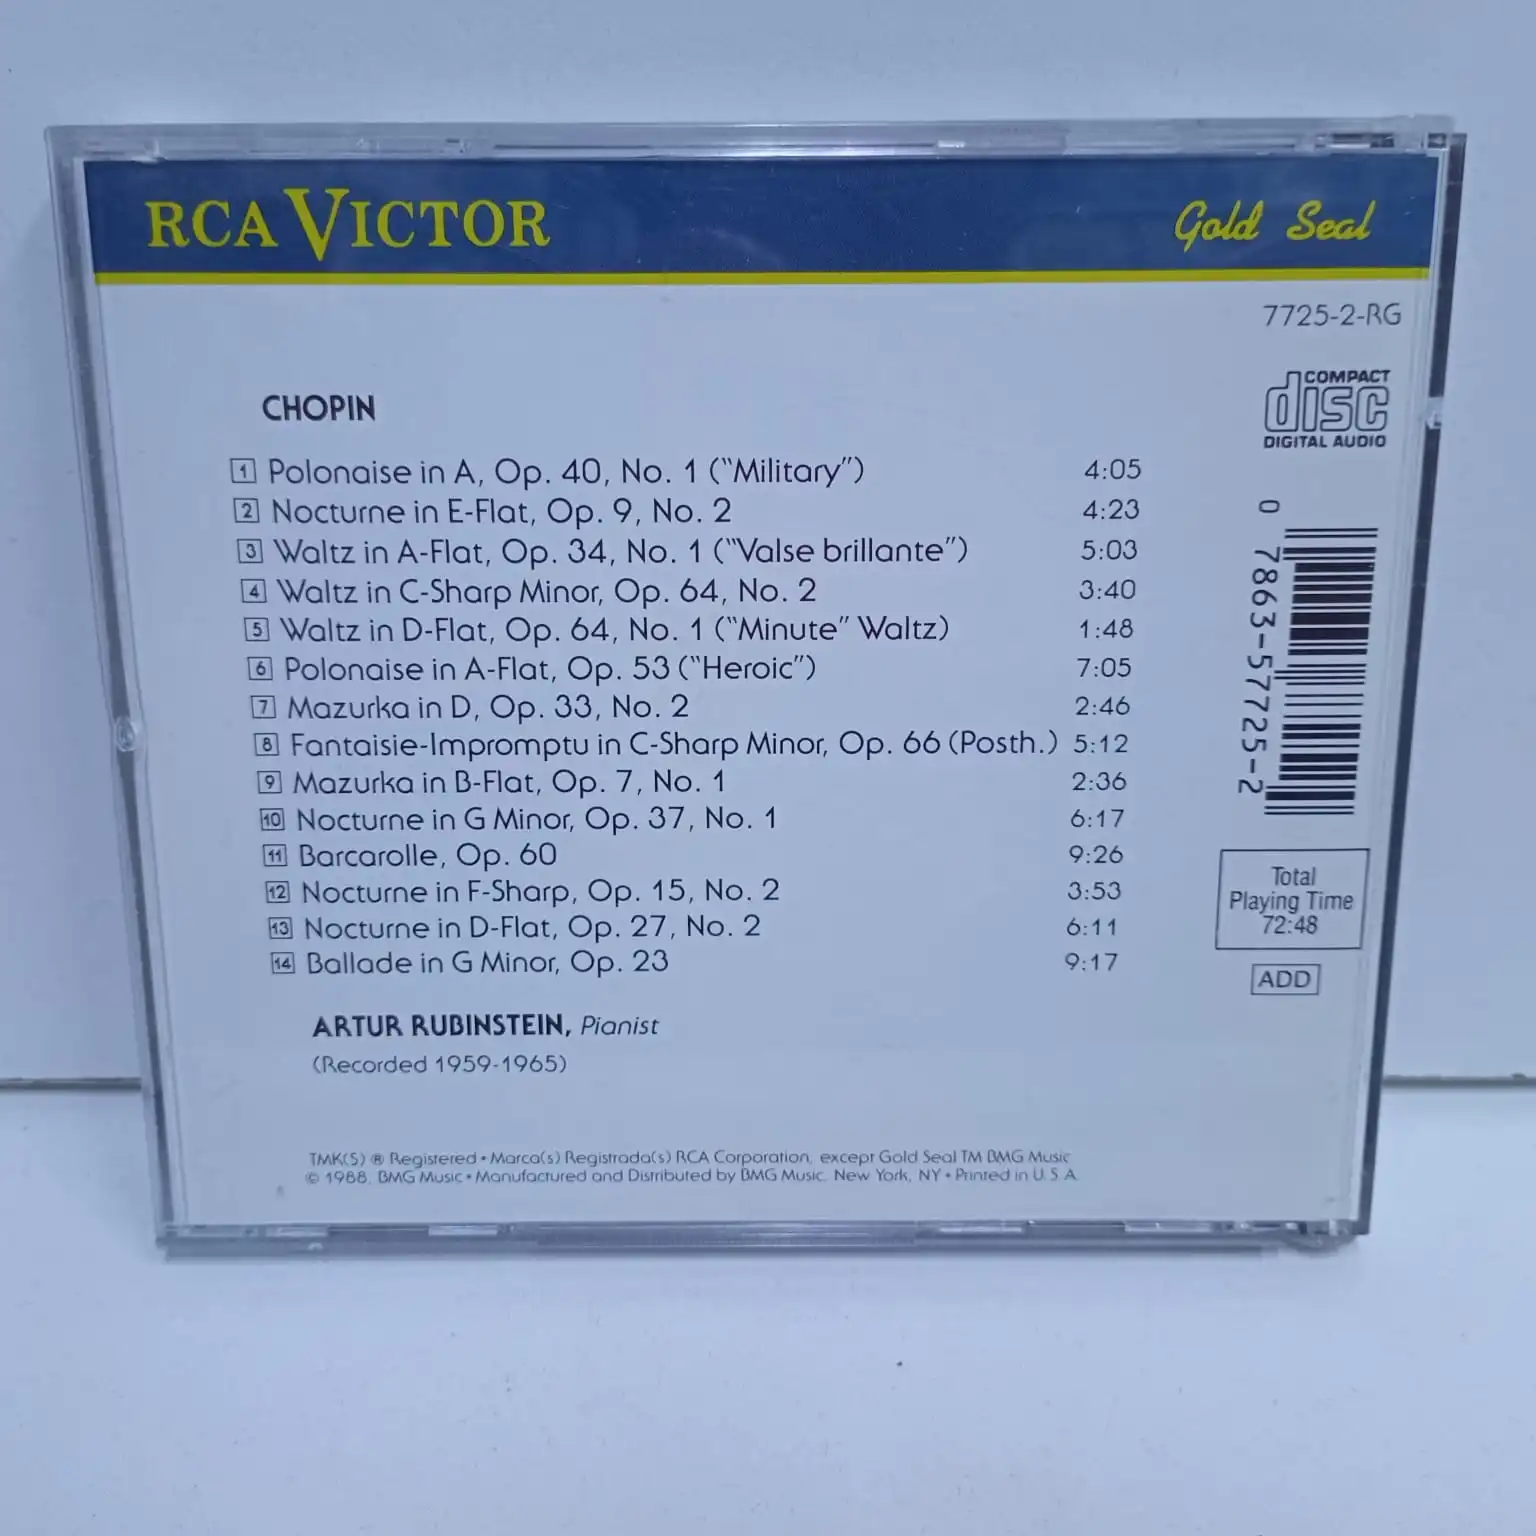 RCA VICTOR
Gold Seal
7725-2-RG
COMPACT
disc
DIGITAL AUDIO
CHOPIN
1 Polonaise in A, Op. 40, No. 1 ("Military") 4:05
2 Nocturne in E-Flat, Op. 9, No. 2 4:23
3 Waltz in A-Flat, Op. 34, No. 1 ("Valse brillante") 5:03
4 Waltz in C-Sharp Minor, Op. 64, No. 2 3:40
5 Waltz in D-Flat, Op. 64, No. 1 ("Minute" Waltz) 1:48
6 Polonaise in A-Flat, Op. 53 ("Heroic") 7:05
7 Mazurka in D, Op. 33, No. 2 2:46
8 Fantaisie-Impromptu in C-Sharp Minor, Op. 66 (Posth.) 5:12
9 Mazurka in B-Flat, Op. 7, No. 1 2:36
10 Nocturne in G Minor, Op. 37, No. 1 6:17
11 Barcarolle, Op. 60 9:26
12 Nocturne in F-Sharp, Op. 15, No. 2 3:53
13 Nocturne in D-Flat, Op. 27, No. 2 6:11
14 Ballade in G Minor, Op. 23 9:17
0 7863-57725-2
Total
Playing Time
72:48
ADD
ARTUR RUBINSTEIN, Pianist
(Recorded 1959-1965)
TMK(S) ® Registered • Marca(s) Registrada(s) RCA Corporation, except Gold Seal TM BMG Music
© 1988, BMG Music • Manufactured and Distributed by BMG Music, New York, NY • Printed in U.S.A.